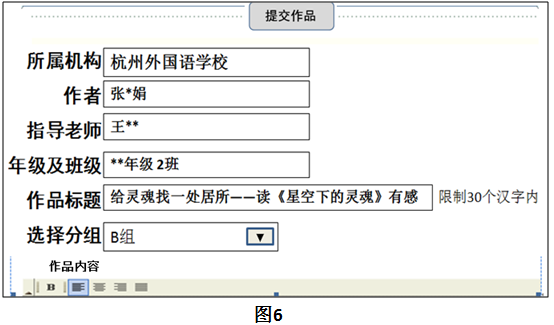 提交作品
所属机构 杭州外国语学校
作者 张*娟
指导老师 王**
年级及班级 **年级 2班
作品标题 给灵魂找一处居所——读《星空下的灵魂》有感 限制30个汉字内
选择分组 B组 ▼
作品内容
B
图6